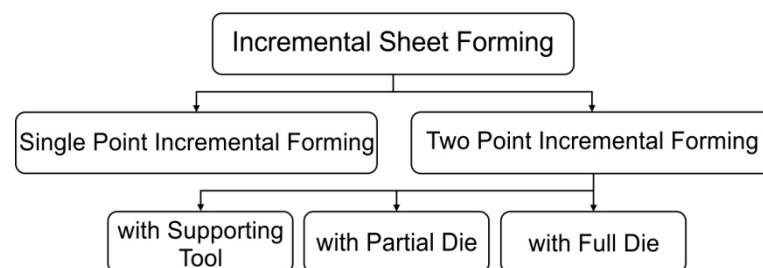 Incremental Sheet Forming
Single Point Incremental Forming
Two Point Incremental Forming
with Supporting
Tool
with Partial Die
with Full Die